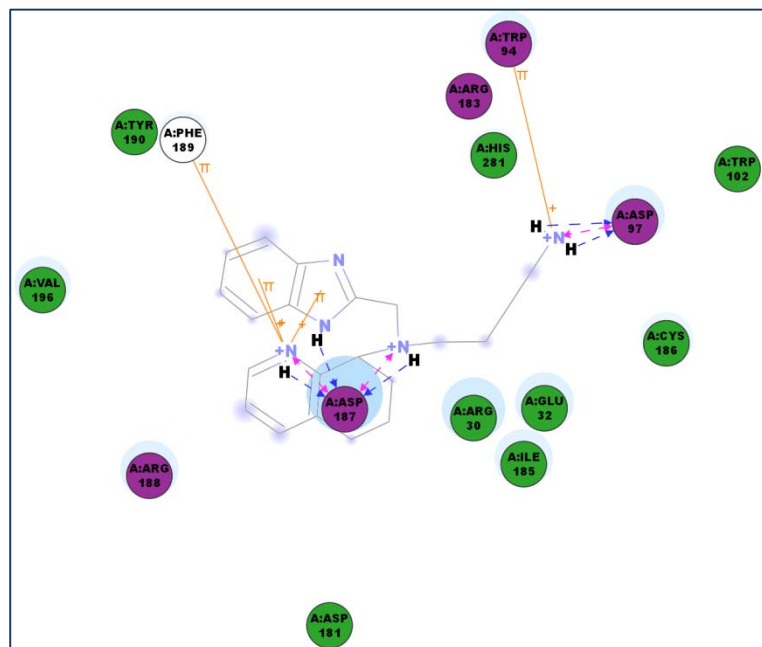 A:TRP
94
π
A:ARG
183
A:TYR
190
A:PHE
189
π
A:HIS
281
A:TRP
102
+
H
+N
H
A:ASP
97
N
π
π
A:VAL
196
+
+
N
H
+N
H
+
N
H
A:CYS
186
A:ASP
187
A:ARG
30
A:GLU
32
A:ILE
185
A:ARG
188
A:ASP
181